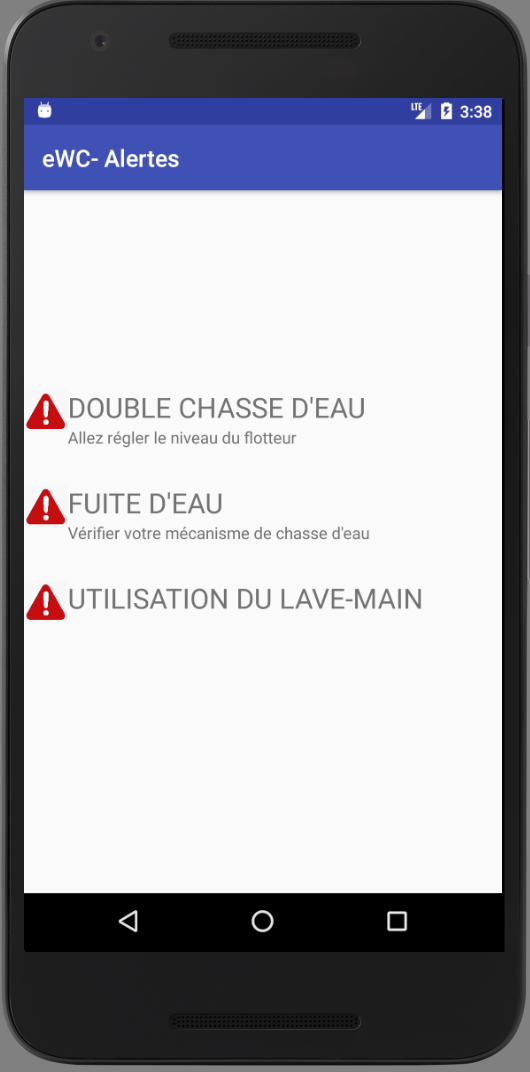 LTE 3:38
eWC- Alertes
DOUBLE CHASSE D'EAU
Allez régler le niveau du flotteur
FUITE D'EAU
Vérifier votre mécanisme de chasse d'eau
UTILISATION DU LAVE-MAIN